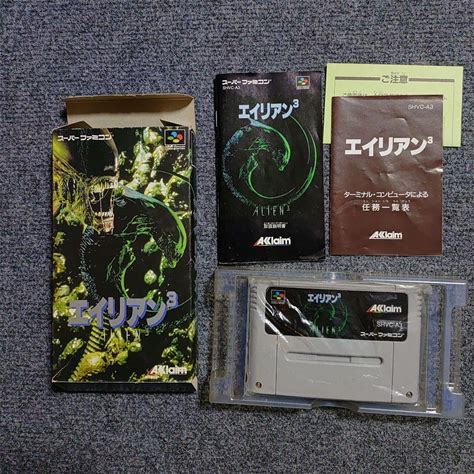 スーパーファミコン
エイリアン³
AKKlaim
スーパーファミコン
SHVC-A3
エイリアン³
ALIEN³
取扱説明書
AKKlaim
ご注意
SHVC-A3
エイリアン³
ターミナル・コンピュータによる
任務一覧表
AKKlaim
エイリアン³
ALIEN³
AKKlaim
SHVC-A3
スーパーファミコン